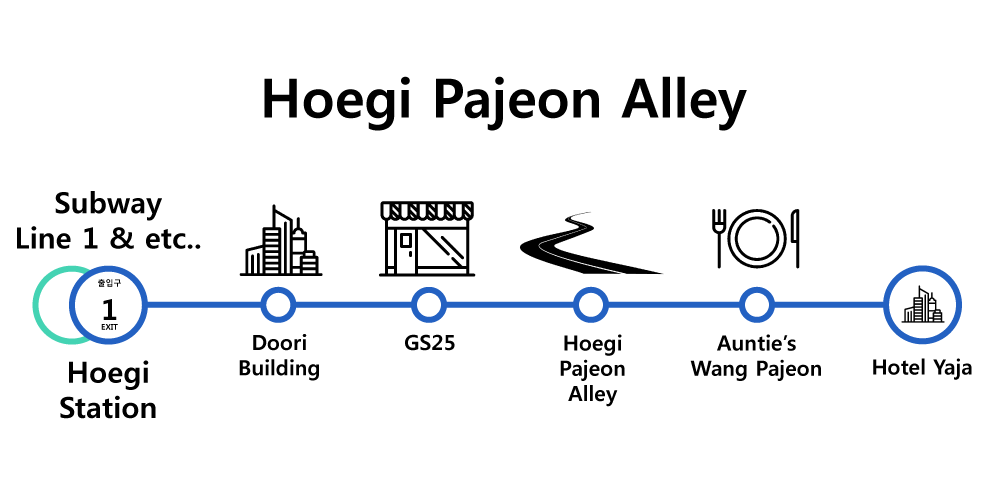 Hoegi Pajeon Alley
Subway
Line 1 & etc..
출입구
1
EXIT
Hoegi
Station
Doori
Building
GS25
Hoegi
Pajeon
Alley
Auntie's
Wang Pajeon
Hotel Yaja